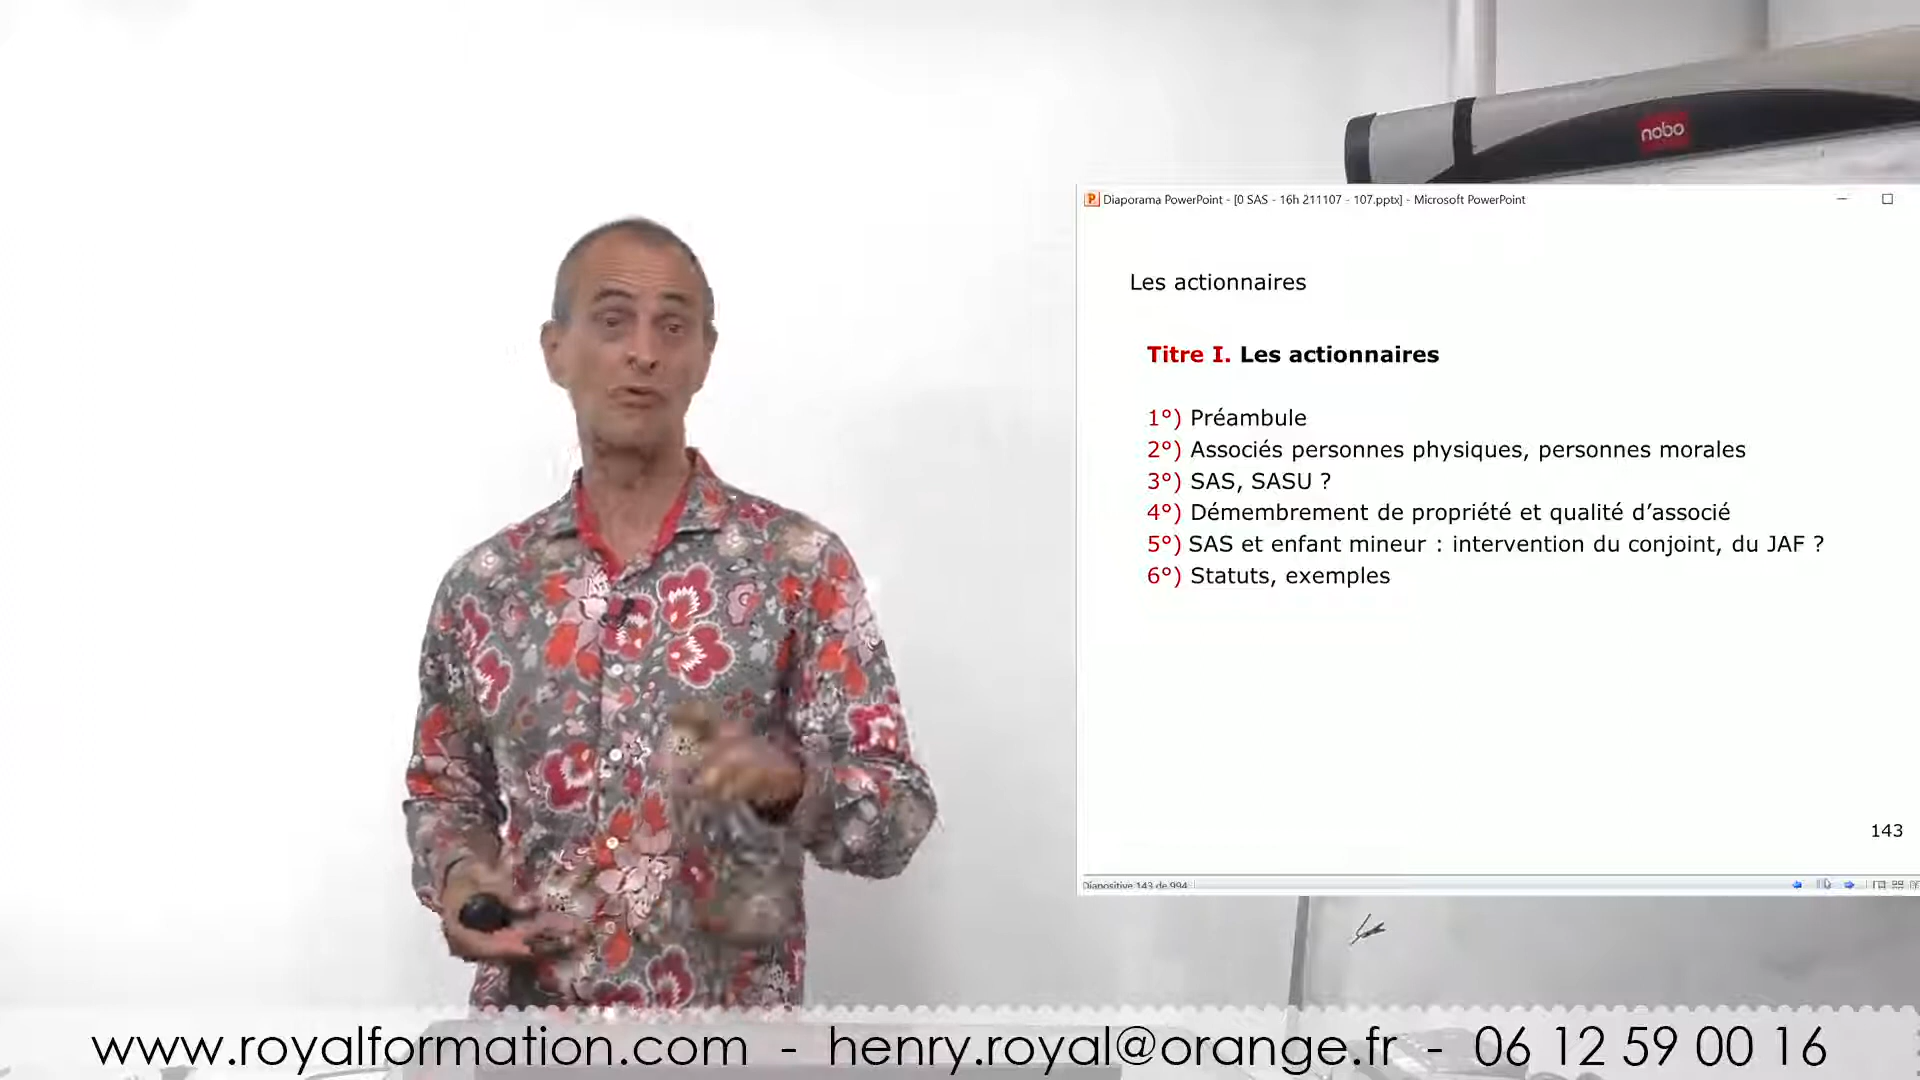 nobo
Diaporama PowerPoint - [0 SAS - 16h 211107 - 107.pptx] - Microsoft PowerPoint
Les actionnaires
Titre I. Les actionnaires
1°) Préambule
2°) Associés personnes physiques, personnes morales
3°) SAS, SASU ?
4°) Démembrement de propriété et qualité d’associé
5°) SAS et enfant mineur : intervention du conjoint, du JAF ?
6°) Statuts, exemples
143
Diapositive 143 de 994
www.royalformation.com - henry.royal@orange.fr - 06 12 59 00 16